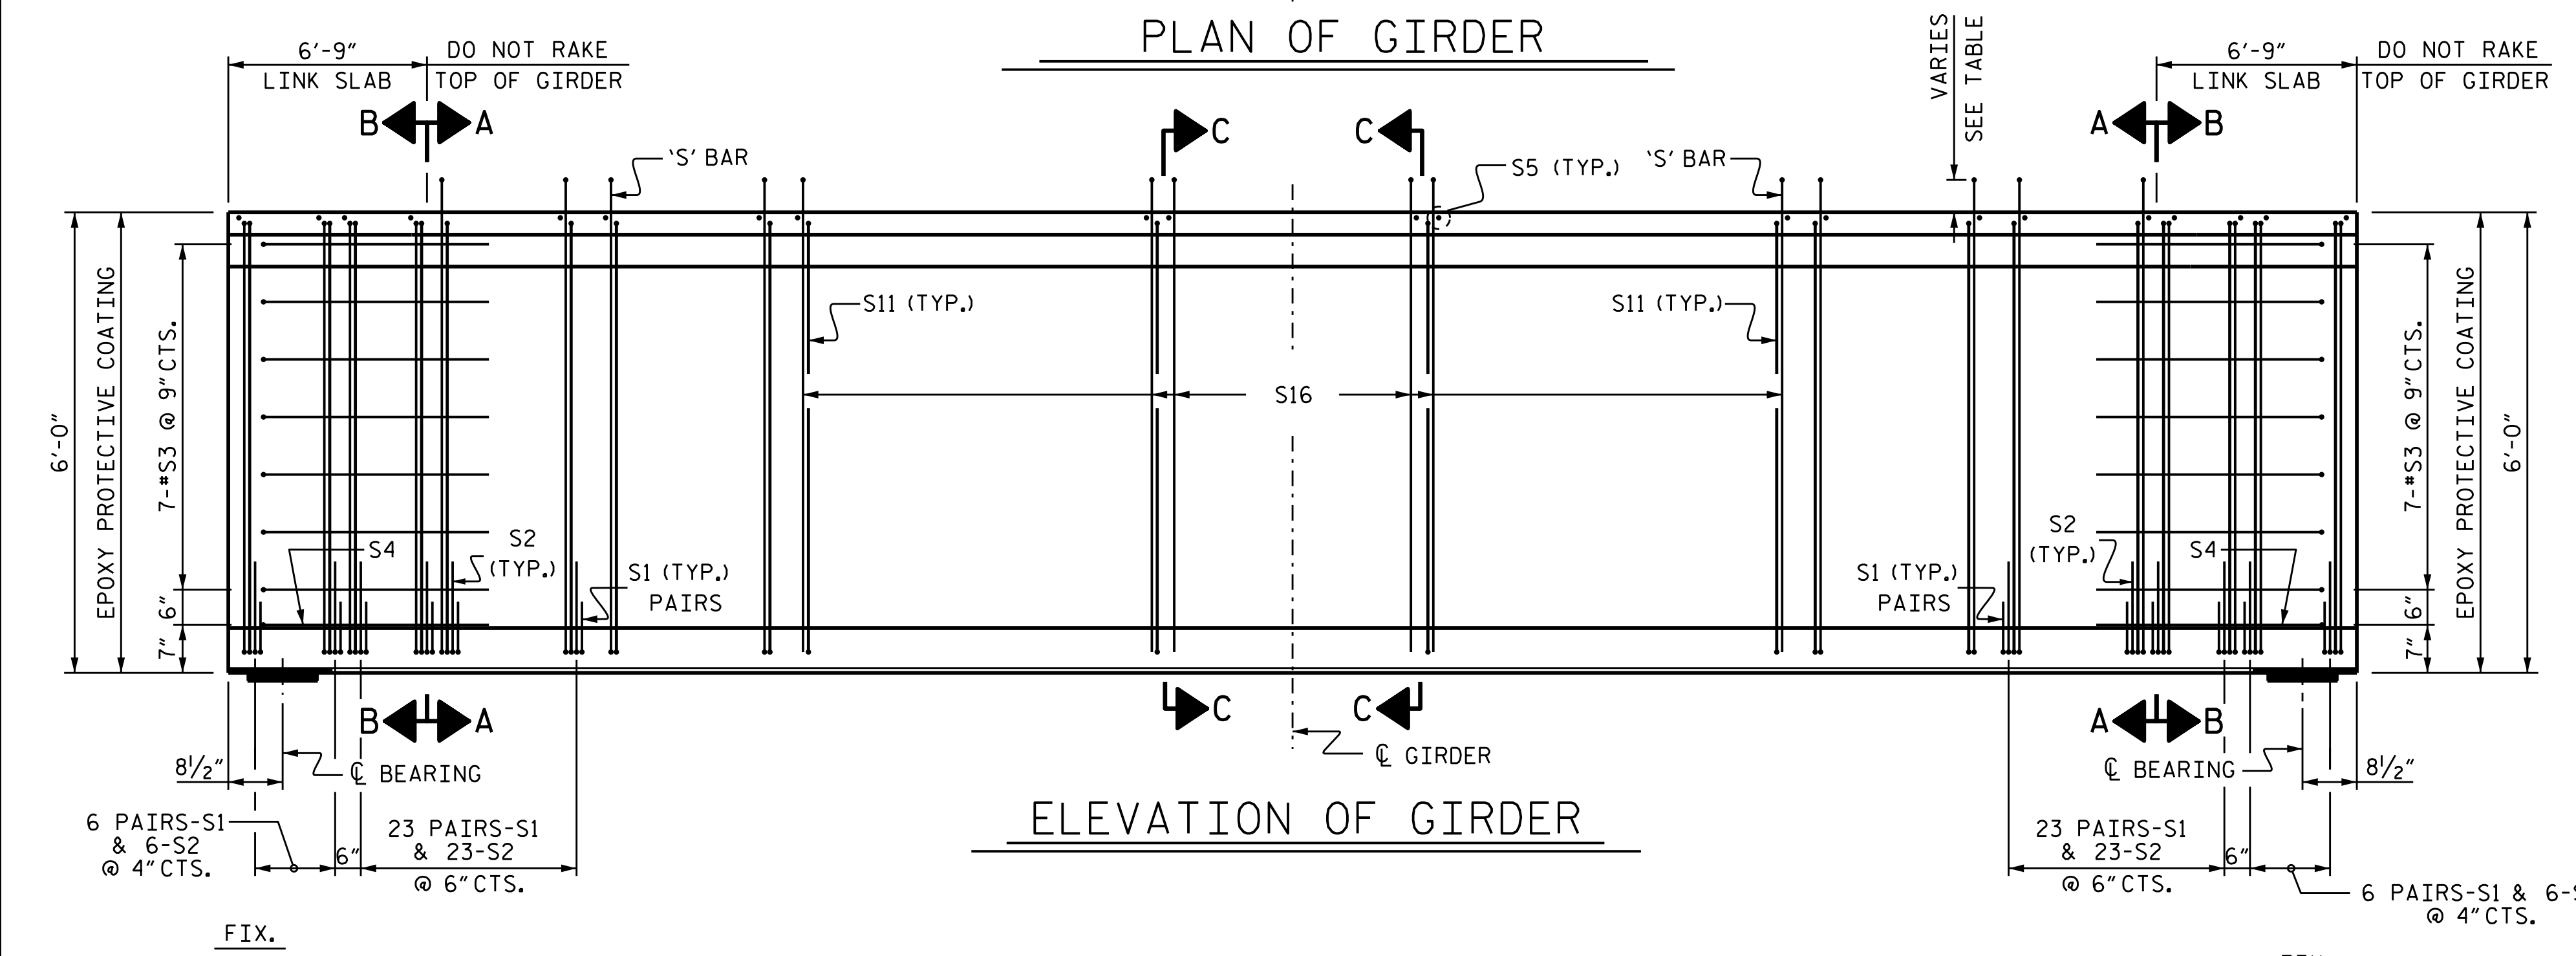 PLAN OF GIRDER
6'-9"
LINK SLAB
DO NOT RAKE
TOP OF GIRDER
VARIES
SEE TABLE
6'-9"
LINK SLAB
DO NOT RAKE
TOP OF GIRDER
B A
C C
A B
'S' BAR
S5 (TYP.)
'S' BAR
6'-0"
EPOXY PROTECTIVE COATING
7-#S3 @ 9"CTS.
6"
7"
S11 (TYP.)
S11 (TYP.)
S16
S4
S2
(TYP.)
S1 (TYP.)
PAIRS
S1 (TYP.)
PAIRS
S2
(TYP.)
S4
7-#S3 @ 9"CTS.
6"
7"
EPOXY PROTECTIVE COATING
6'-0"
B A
C C
A B
8½"
℄ BEARING
℄ GIRDER
℄ BEARING
8½"
ELEVATION OF GIRDER
6 PAIRS-S1
& 6-S2
@ 4"CTS.
6"
23 PAIRS-S1
& 23-S2
@ 6"CTS.
23 PAIRS-S1
& 23-S2
@ 6"CTS.
6"
6 PAIRS-S1 & 6-
@ 4"CTS.
FIX.